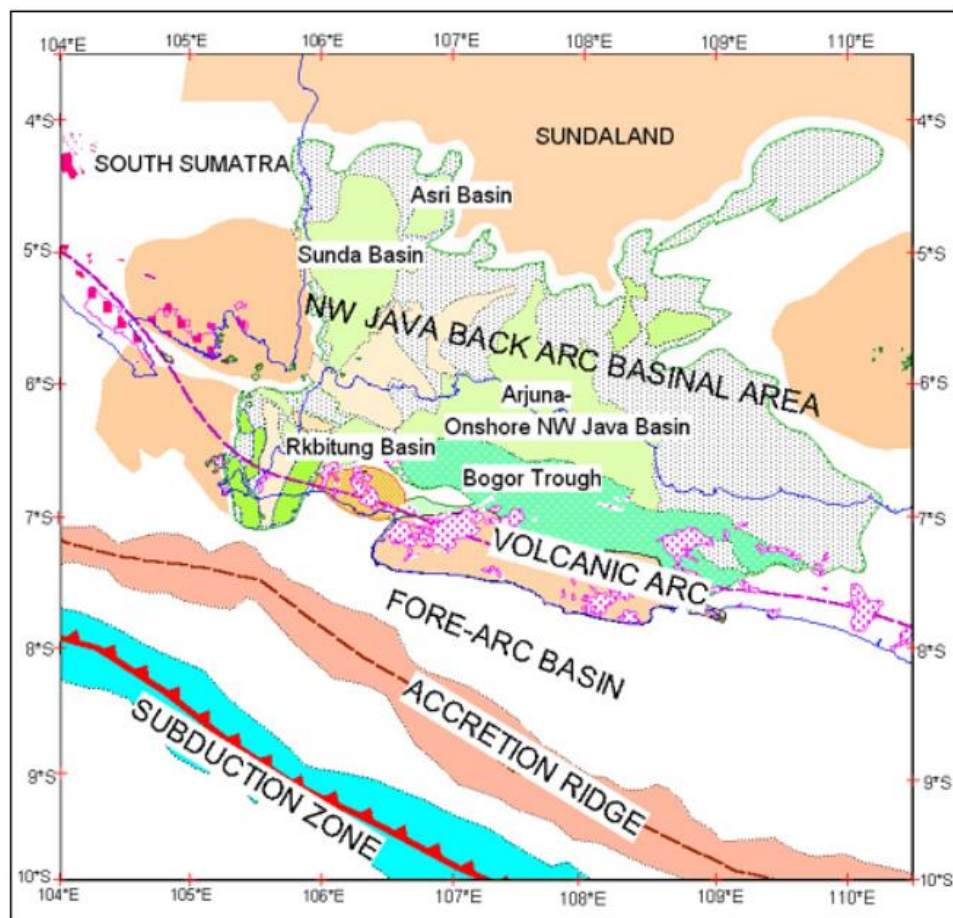 104°E 105°E 106°E 107°E 108°E 109°E 110°E
4°S 4°S
SUNDALAND
SOUTH SUMATRA
Asri Basin
5°S 5°S
Sunda Basin
NW JAVA BACK ARC BASINAL AREA
6°S 6°S
Arjuna-
Onshore NW Java Basin
Rkbitung Basin
Bogor Trough
7°S 7°S
VOLCANIC ARC
FORE-ARC BASIN
8°S 8°S
ACCRETION RIDGE
SUBDUCTION ZONE
9°S 9°S
10°S 10°S
104°E 105°E 106°E 107°E 108°E 109°E 110°E